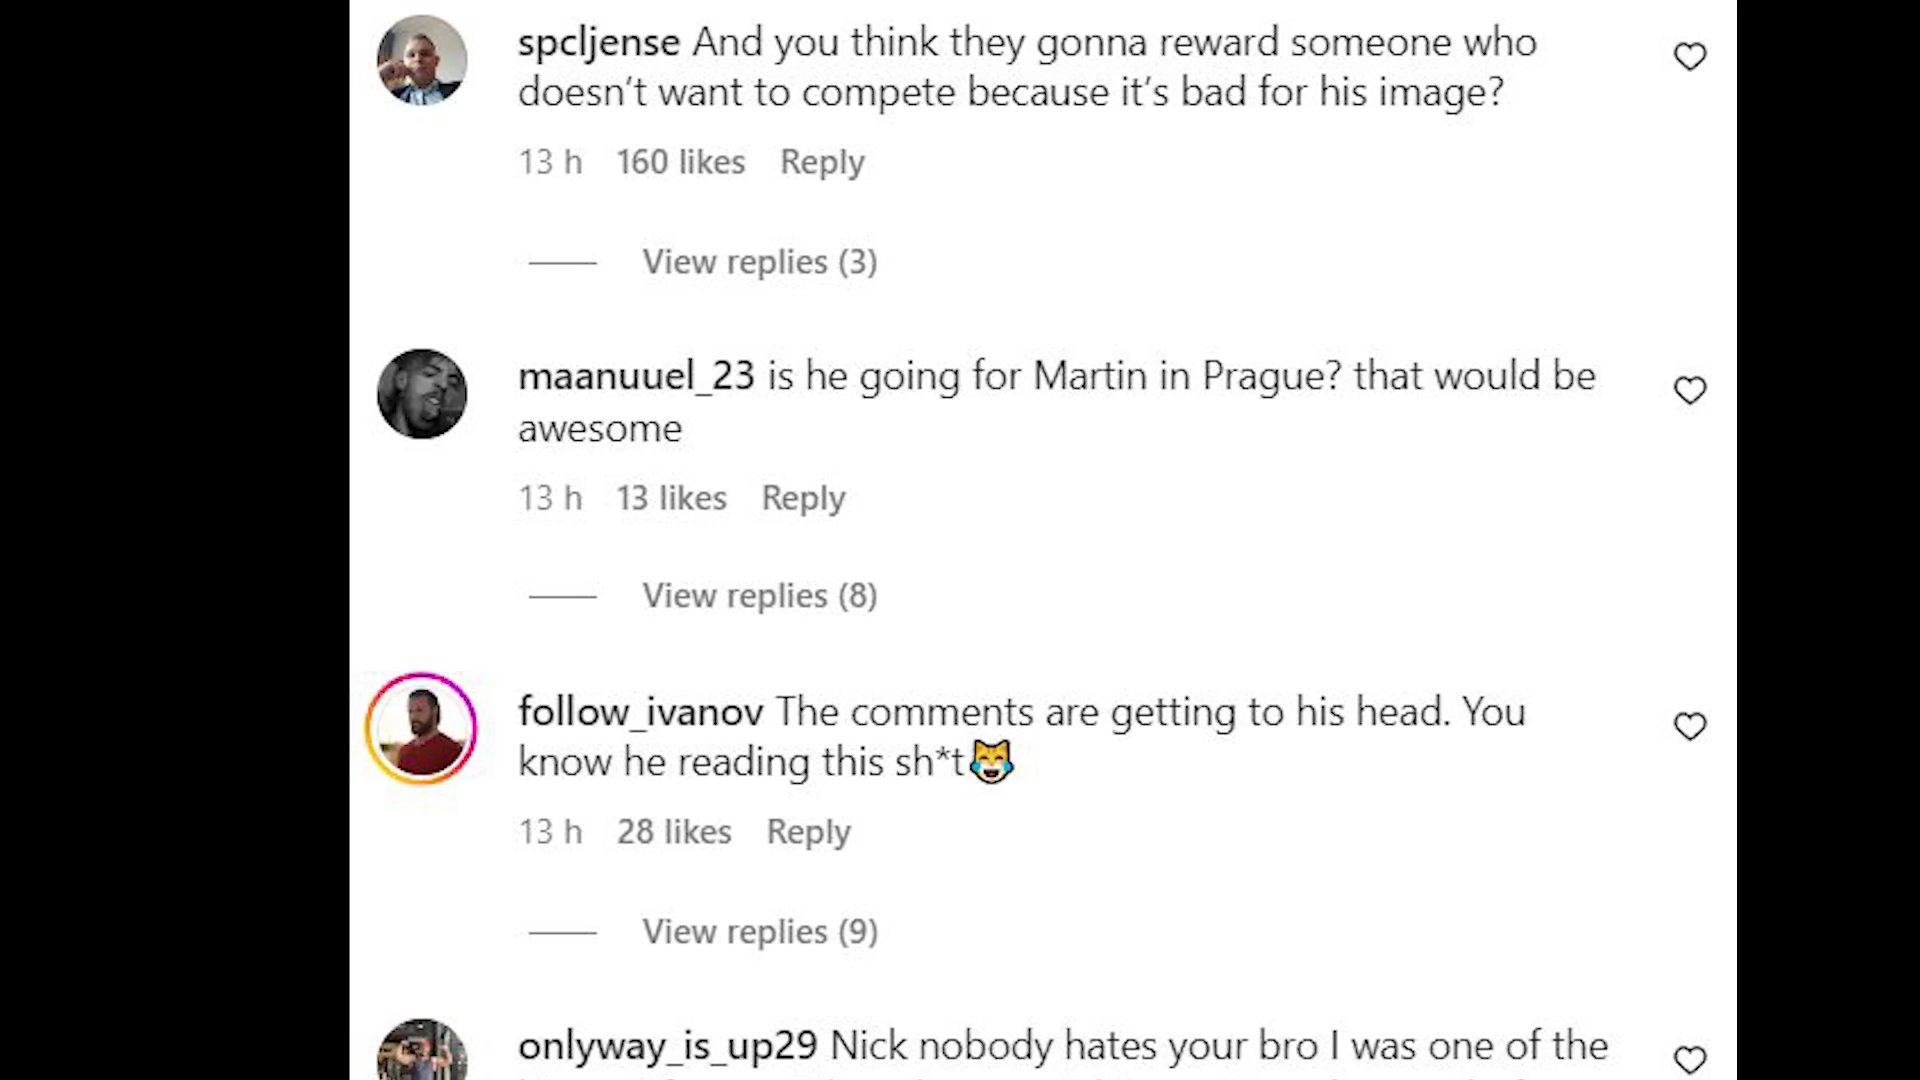 spcljense And you think they gonna reward someone who
doesn’t want to compete because it’s bad for his image?
13 h 160 likes Reply
View replies (3)
maanuuel_23 is he going for Martin in Prague? that would be
awesome
13 h 13 likes Reply
View replies (8)
follow_ivanov The comments are getting to his head. You
know he reading this sh*t😹
13 h 28 likes Reply
View replies (9)
onlyway_is_up29 Nick nobody hates your bro I was one of the